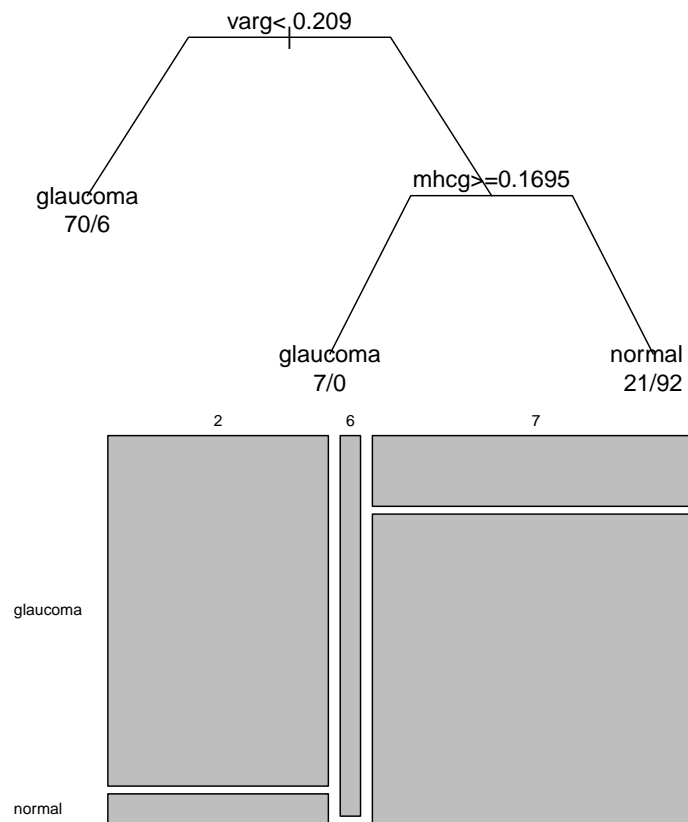 varg< 0.209
mhcg>=0.1695
glaucoma
70/6
glaucoma
7/0
normal
21/92
2 6 7
glaucoma
normal